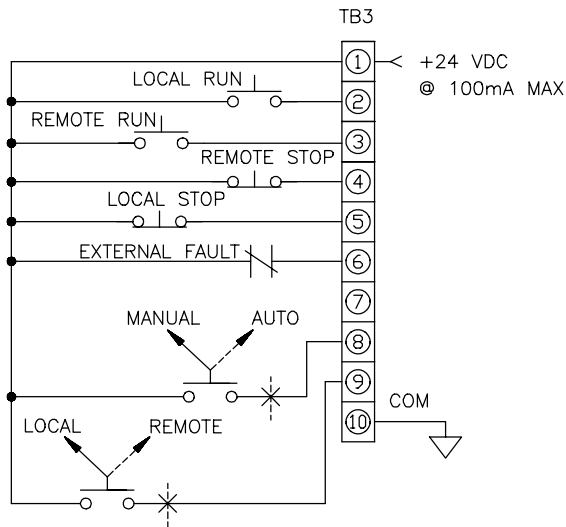 TB3
1
+24 VDC
@ 100mA MAX
LOCAL RUN
2
REMOTE RUN
3
REMOTE STOP
4
LOCAL STOP
5
EXTERNAL FAULT
6
7
MANUAL AUTO
8
9
COM
10
LOCAL REMOTE